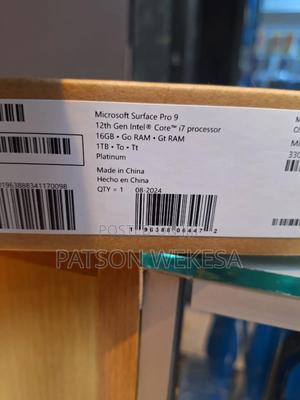 Microsoft Surface Pro 9
12th Gen Intel® Core™ i7 processor
16GB • Go RAM • Gt RAM
1TB • To • Tt
Platinum
Made in China
Hecho en China
QTY = 1 08-2024
1 96388 06447 2
PATSON WEKESA